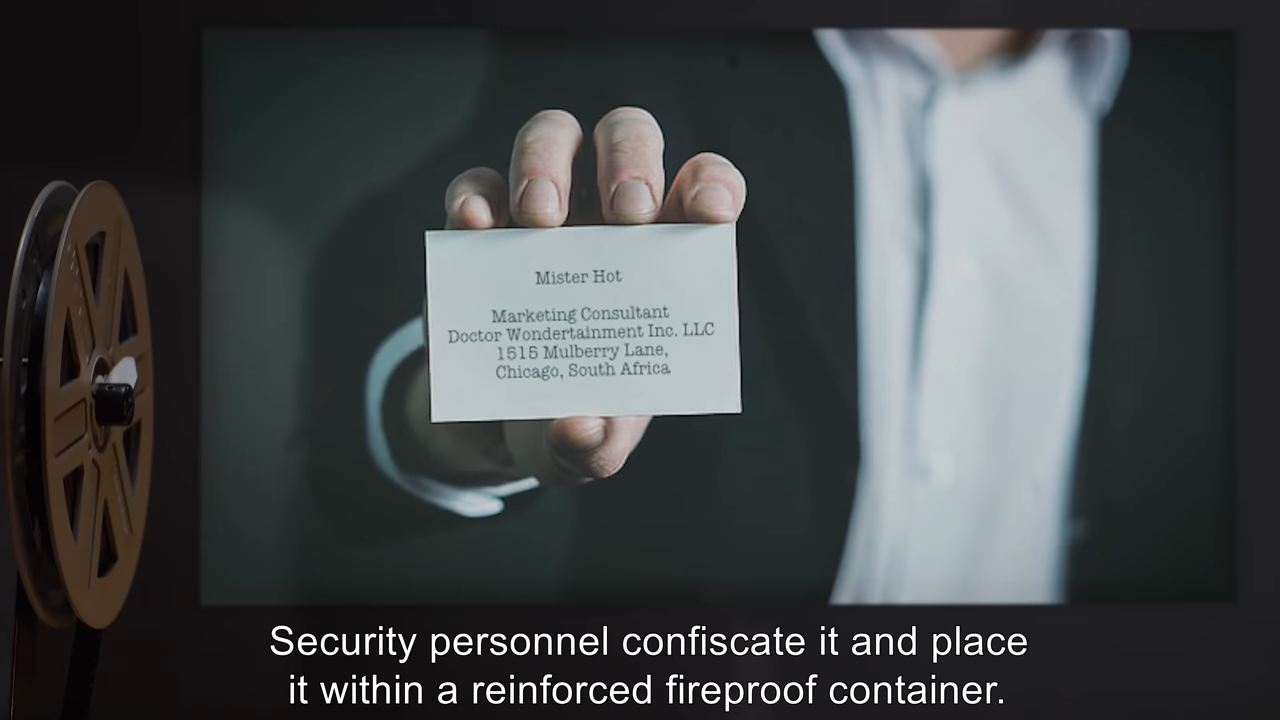 Mister Hot
Marketing Consultant
Doctor Wondertainment Inc. LLC
1515 Mulberry Lane,
Chicago, South Africa
Security personnel confiscate it and place
it within a reinforced fireproof container.